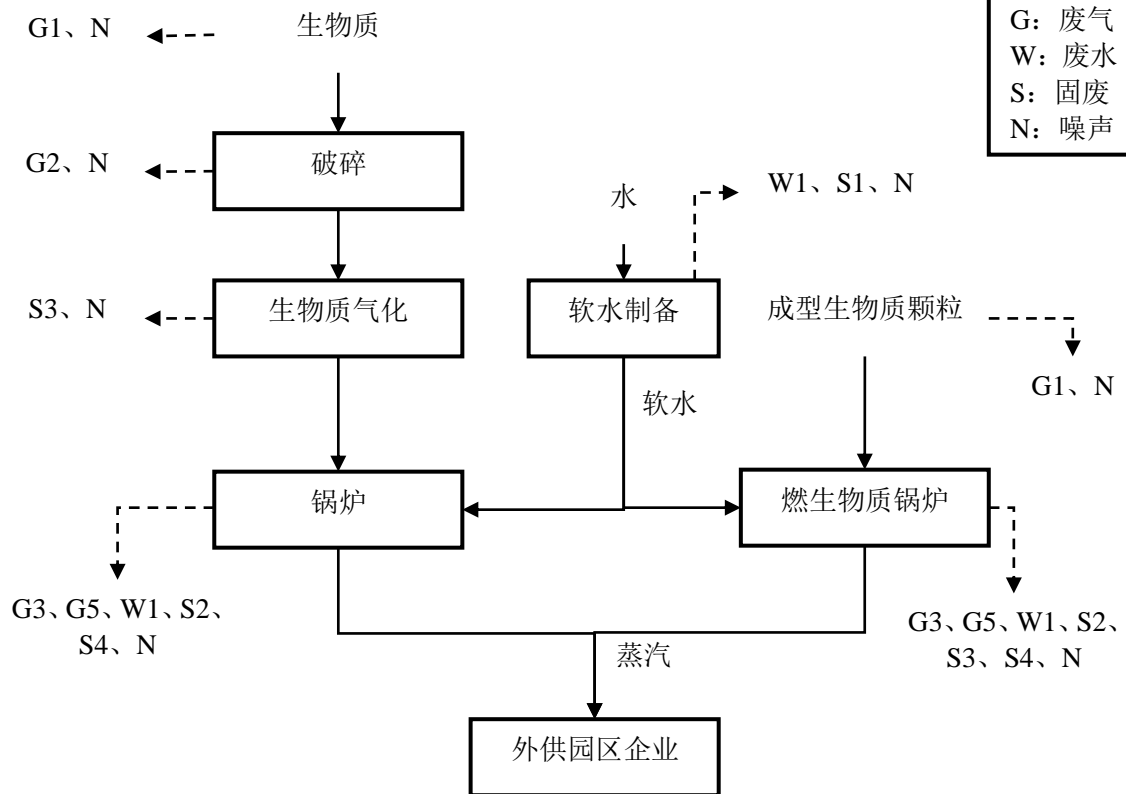 G1、N
生物质
G：废气
W：废水
S：固废
N：噪声
G2、N
破碎
水
W1、S1、N
S3、N
生物质气化
软水制备
成型生物质颗粒
G1、N
软水
锅炉
燃生物质锅炉
G3、G5、W1、S2、
S4、N
G3、G5、W1、S2、
S3、S4、N
蒸汽
外供园区企业